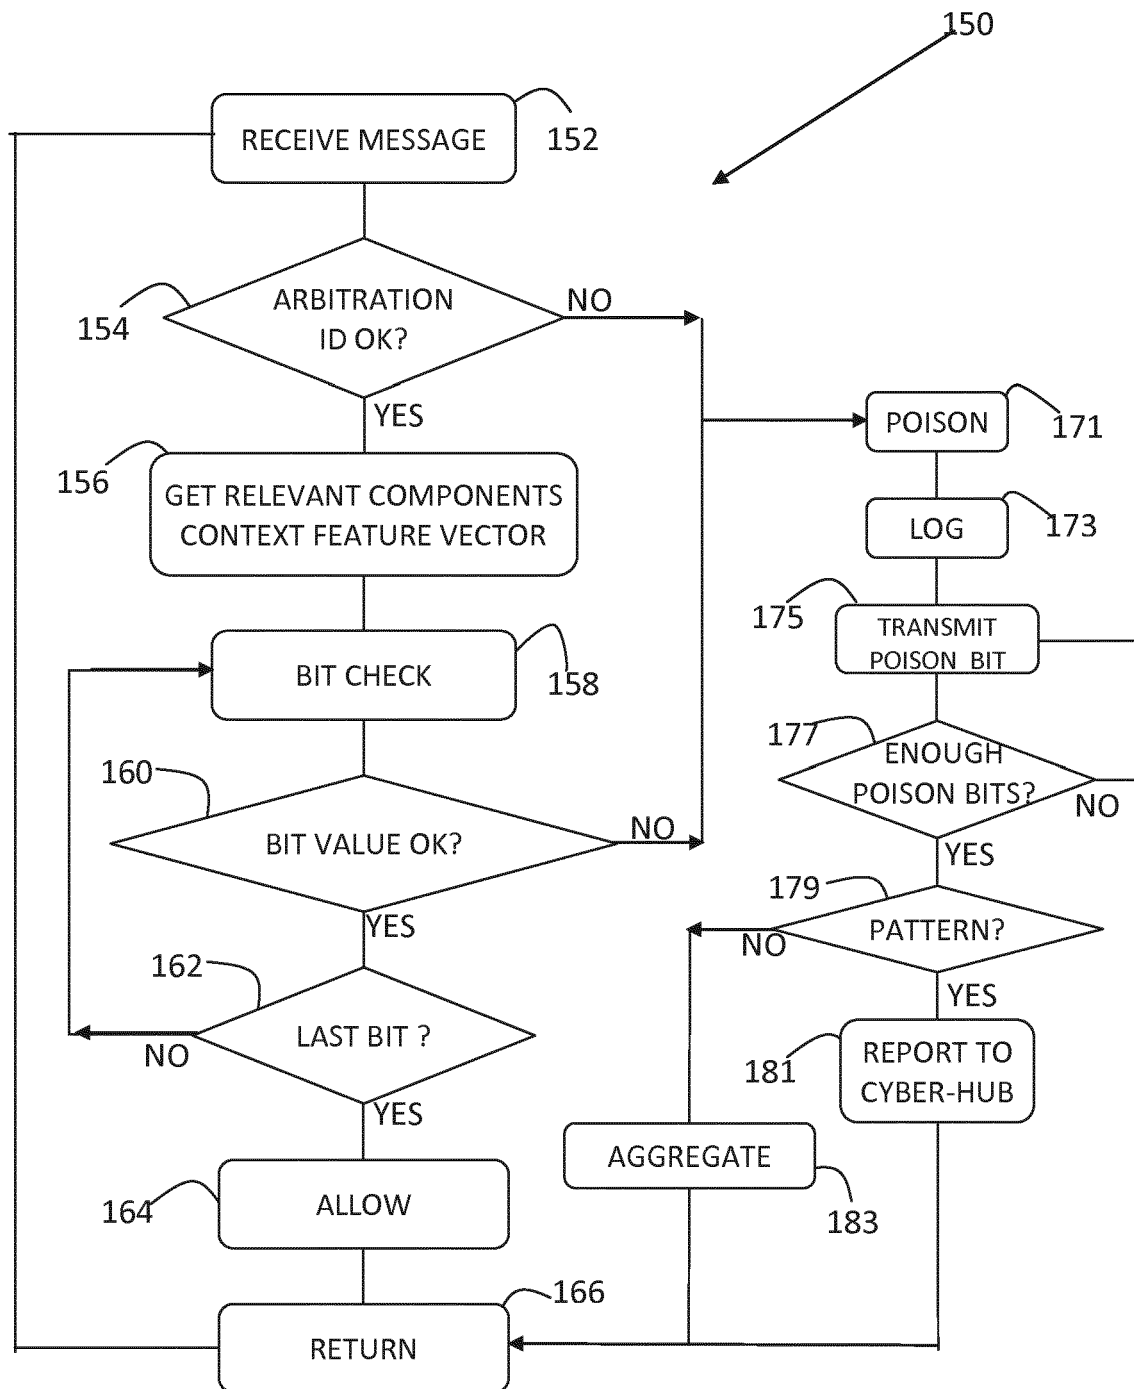 150
RECEIVE MESSAGE
152
ARBITRATION
ID OK?
154
NO
YES
156
GET RELEVANT COMPONENTS
CONTEXT FEATURE VECTOR
BIT CHECK
158
160
BIT VALUE OK?
NO
YES
162
LAST BIT ?
NO
YES
164
ALLOW
166
RETURN
POISON
171
LOG
173
175
TRANSMIT
POISON BIT
177
ENOUGH
POISON BITS?
NO
YES
179
PATTERN?
NO
YES
181
REPORT TO
CYBER-HUB
AGGREGATE
183